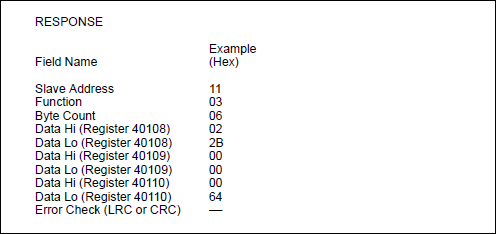 RESPONSE
Example
Field Name (Hex)
Slave Address 11
Function 03
Byte Count 06
Data Hi (Register 40108) 02
Data Lo (Register 40108) 2B
Data Hi (Register 40109) 00
Data Lo (Register 40109) 00
Data Hi (Register 40110) 00
Data Lo (Register 40110) 64
Error Check (LRC or CRC) —